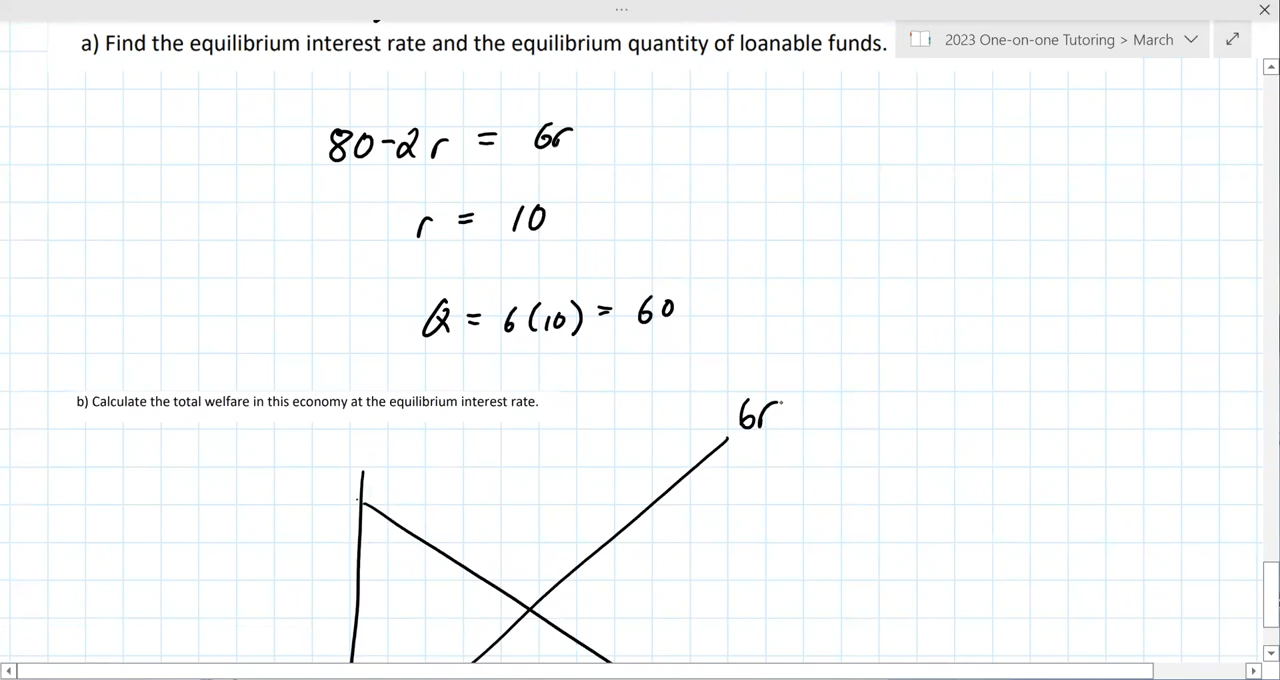 a) Find the equilibrium interest rate and the equilibrium quantity of loanable funds.
2023 One-on-one Tutoring > March
80-2r = 6r
r = 10
Q = 6(10) = 60
b) Calculate the total welfare in this economy at the equilibrium interest rate.
6r